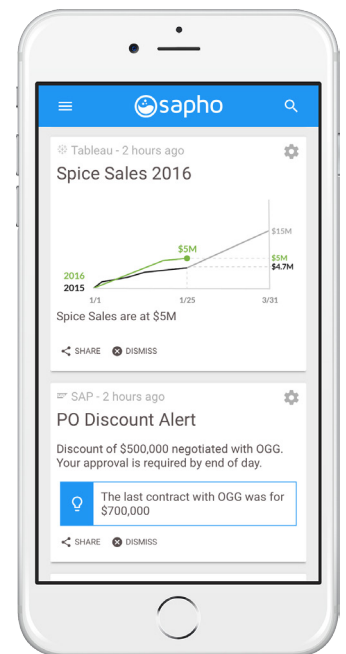 sapho
Tableau - 2 hours ago
Spice Sales 2016
$15M
$5M
$5M
$4.7M
2016
2015
1/1 1/25 3/31
Spice Sales are at $5M
SHARE DISMISS
SAP - 2 hours ago
PO Discount Alert
Discount of $500,000 negotiated with OGG.
Your approval is required by end of day.
The last contract with OGG was for
$700,000
SHARE DISMISS